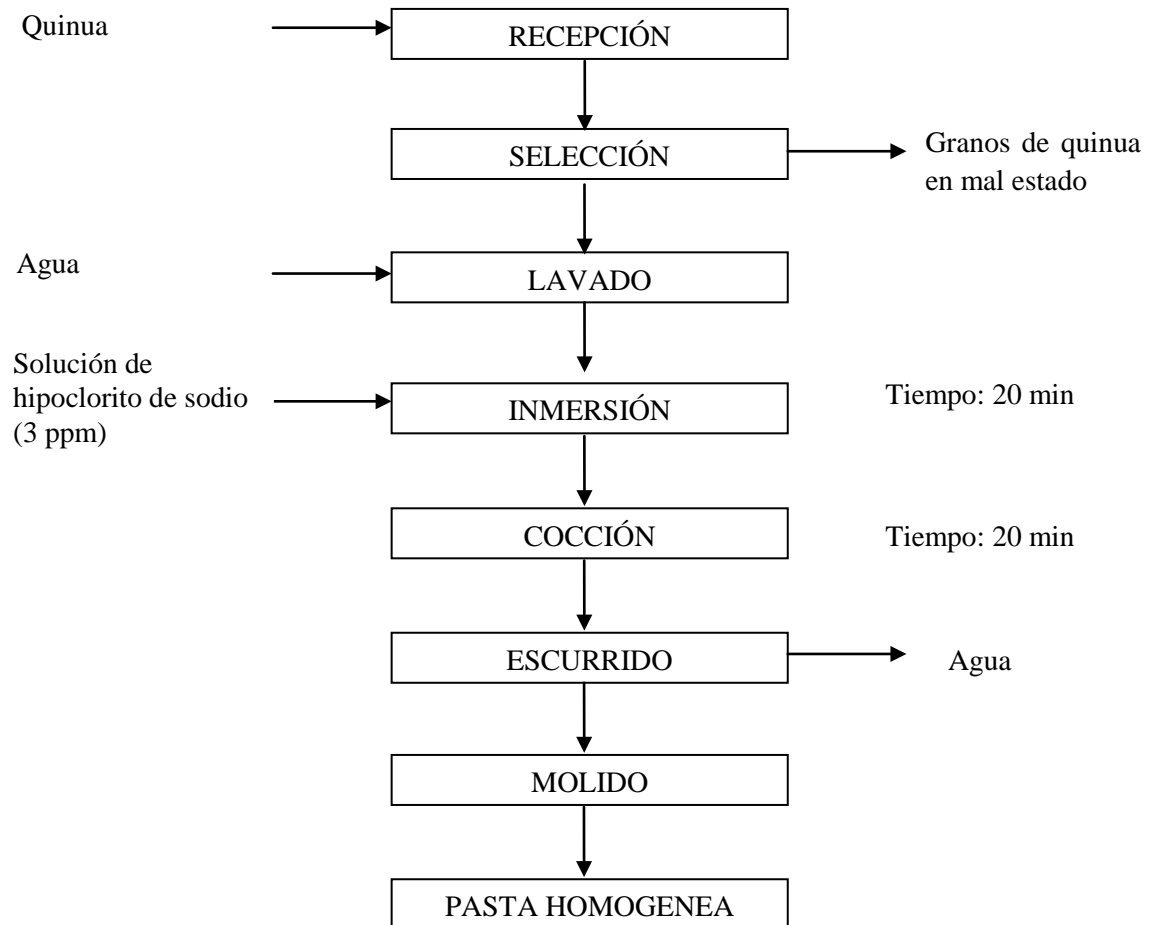 Quinua
RECEPCIÓN
SELECCIÓN
Granos de quinua
en mal estado
Agua
LAVADO
Solución de
hipoclorito de sodio
(3 ppm)
INMERSIÓN
Tiempo: 20 min
COCCIÓN
Tiempo: 20 min
ESCURRIDO
Agua
MOLIDO
PASTA HOMOGENEA